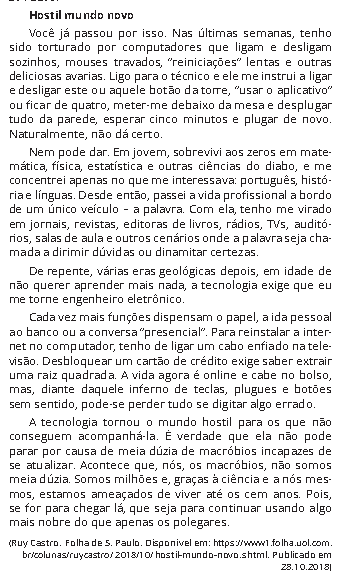 Hostil mundo novo
Você já passou por isso. Nas últimas semanas, tenho
sido torturado por computadores que ligam e desligam
sozinhos, mouses travados, “reiniciações” lentas e outras
deliciosas avarias. Ligo para o técnico e ele me instrui a ligar
e desligar este ou aquele botão da torre, “usar o aplicativo”
ou ficar de quatro, meter-me debaixo da mesa e desplugar
tudo da parede, esperar cinco minutos e plugar de novo.
Naturalmente, não dá certo.
Nem pode dar. Em jovem, sobrevivi aos zeros em mate-
mática, física, estatística e outras ciências do diabo, e me
concentrei apenas no que me interessava: português, histó-
ria e línguas. Desde então, passei a vida profissional a bordo
de um único veículo – a palavra. Com ela, tenho me virado
em jornais, revistas, editoras de livros, rádios, TVs, auditó-
rios, salas de aula e outros cenários onde a palavra seja cha-
mada a dirimir dúvidas ou dinamitar certezas.
De repente, várias eras geológicas depois, em idade de
não querer aprender mais nada, a tecnologia exige que eu
me torne engenheiro eletrônico.
Cada vez mais funções dispensam o papel, a ida pessoal
ao banco ou a conversa “presencial”. Para reinstalar a inter-
net no computador, tenho de ligar um cabo enfiado na tele-
visão. Desbloquear um cartão de crédito exige saber extrair
uma raiz quadrada. A vida agora é online e cabe no bolso,
mas, diante daquele inferno de teclas, plugues e botões
sem sentido, pode-se perder tudo se digitar algo errado.
A tecnologia tornou o mundo hostil para os que não
conseguem acompanhá-la. É verdade que ela não pode
parar por causa de meia dúzia de macróbios incapazes de
se atualizar. Acontece que, nós, os macróbios, não somos
meia dúzia. Somos milhões e, graças à ciência e a nós mes-
mos, estamos ameaçados de viver até os cem anos. Pois,
se for para chegar lá, que seja para continuar usando algo
mais nobre do que apenas os polegares.
(Ruy Castro. Folha de S. Paulo. Disponível em: https://www1.folha.uol.com.
br/colunas/ruycastro/2018/10/hostil-mundo-novo.shtml. Publicado em
28.10.2018)